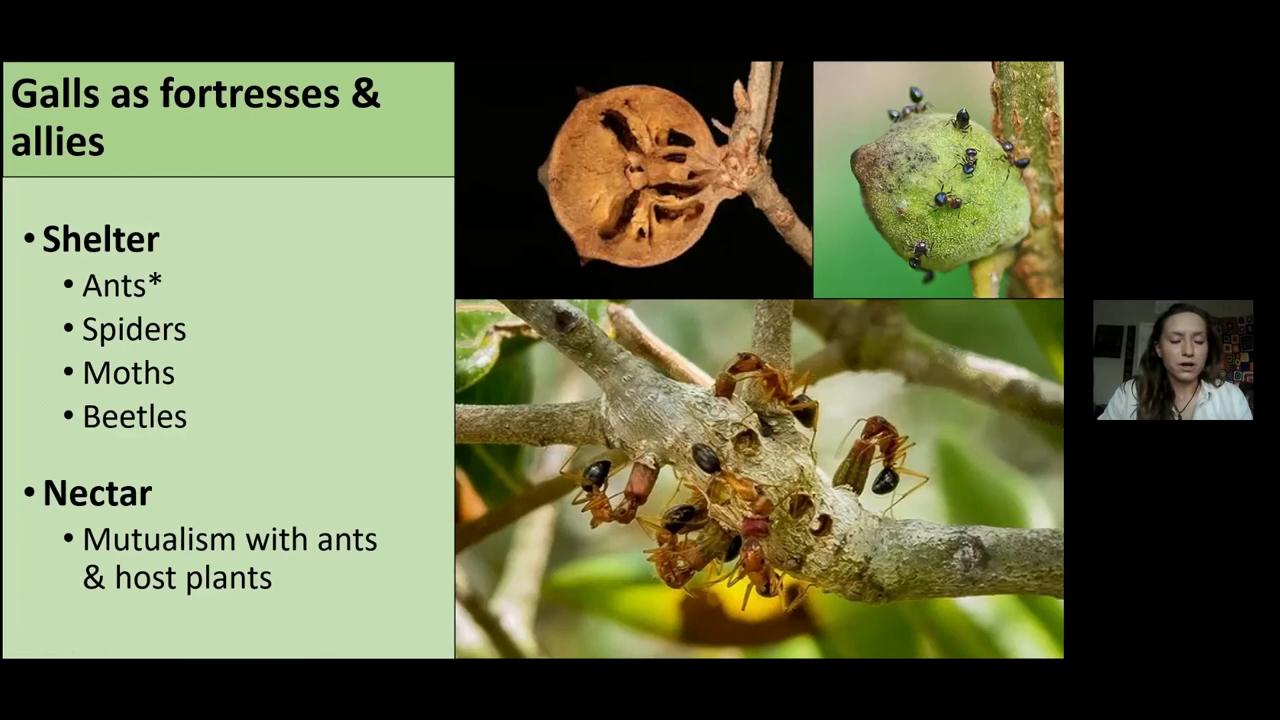 Galls as fortresses &
allies
• Shelter
• Ants*
• Spiders
• Moths
• Beetles
• Nectar
• Mutualism with ants
& host plants